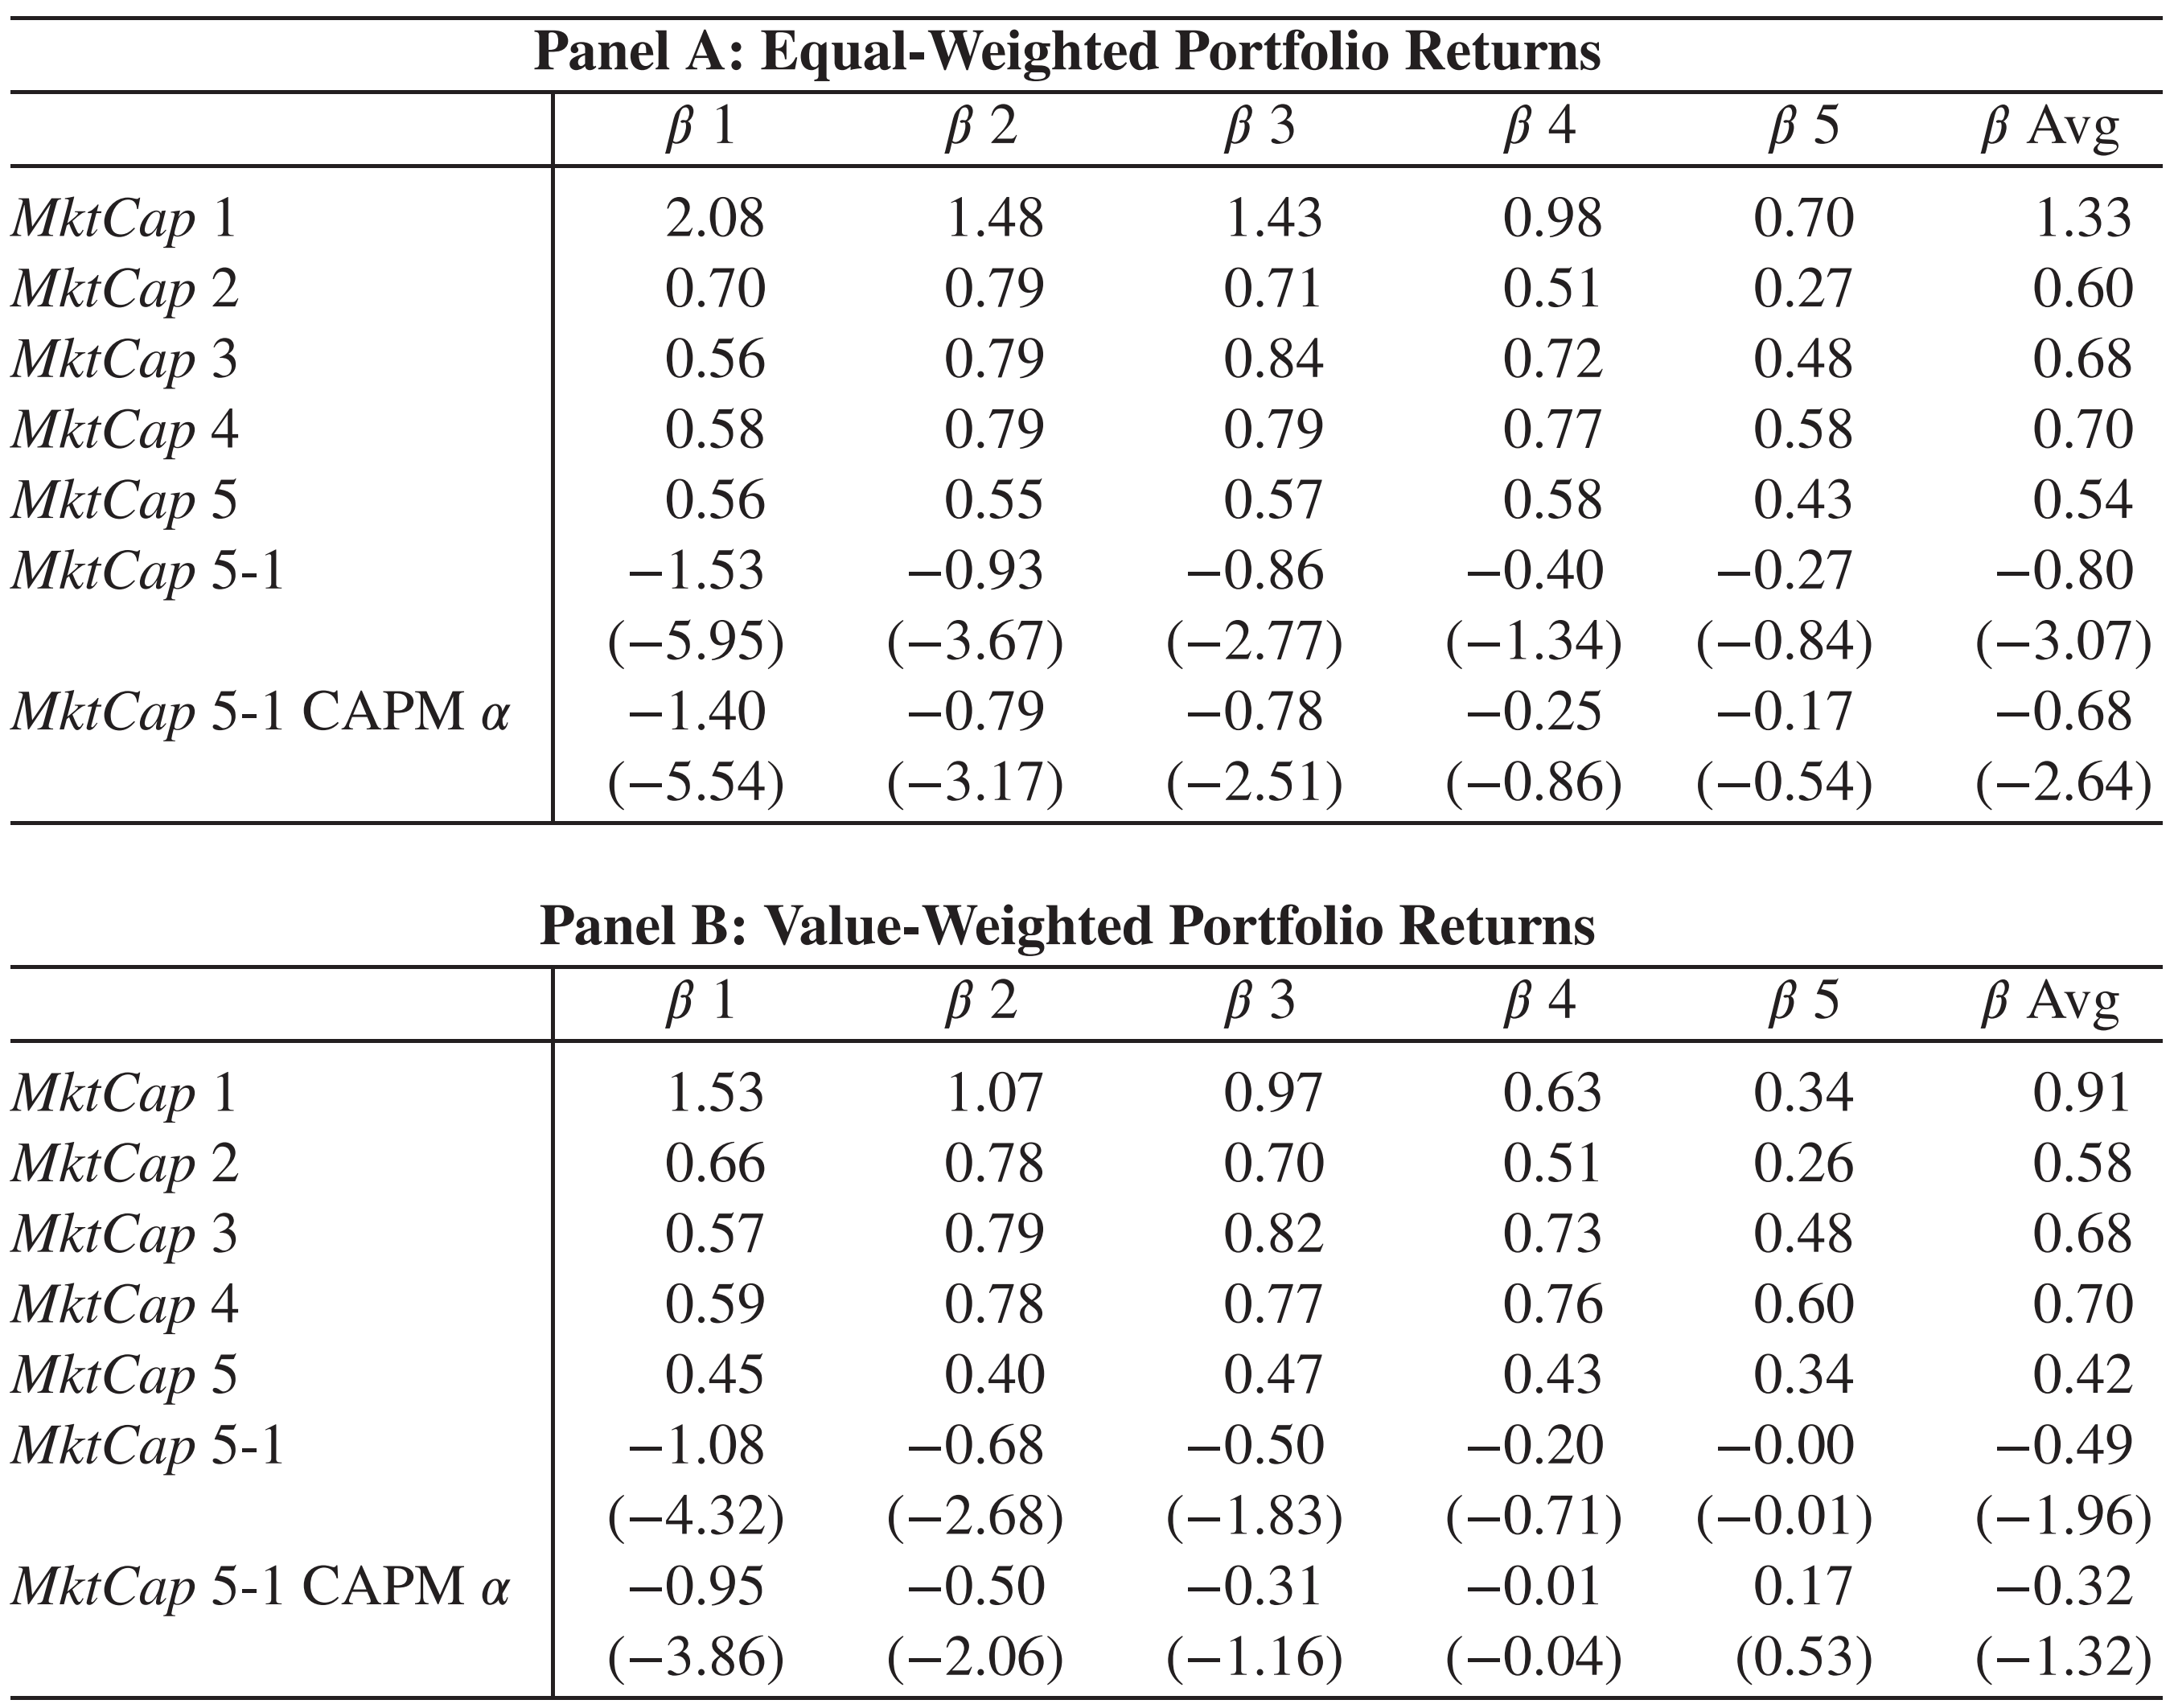 Panel A: Equal-Weighted Portfolio Returns
β 1 β 2 β 3 β 4 β 5 β Avg
MktCap 1 2.08 1.48 1.43 0.98 0.70 1.33
MktCap 2 0.70 0.79 0.71 0.51 0.27 0.60
MktCap 3 0.56 0.79 0.84 0.72 0.48 0.68
MktCap 4 0.58 0.79 0.79 0.77 0.58 0.70
MktCap 5 0.56 0.55 0.57 0.58 0.43 0.54
MktCap 5-1 −1.53 −0.93 −0.86 −0.40 −0.27 −0.80
(−5.95) (−3.67) (−2.77) (−1.34) (−0.84) (−3.07)
MktCap 5-1 CAPM α −1.40 −0.79 −0.78 −0.25 −0.17 −0.68
(−5.54) (−3.17) (−2.51) (−0.86) (−0.54) (−2.64)
Panel B: Value-Weighted Portfolio Returns
β 1 β 2 β 3 β 4 β 5 β Avg
MktCap 1 1.53 1.07 0.97 0.63 0.34 0.91
MktCap 2 0.66 0.78 0.70 0.51 0.26 0.58
MktCap 3 0.57 0.79 0.82 0.73 0.48 0.68
MktCap 4 0.59 0.78 0.77 0.76 0.60 0.70
MktCap 5 0.45 0.40 0.47 0.43 0.34 0.42
MktCap 5-1 −1.08 −0.68 −0.50 −0.20 −0.00 −0.49
(−4.32) (−2.68) (−1.83) (−0.71) (−0.01) (−1.96)
MktCap 5-1 CAPM α −0.95 −0.50 −0.31 −0.01 0.17 −0.32
(−3.86) (−2.06) (−1.16) (−0.04) (0.53) (−1.32)